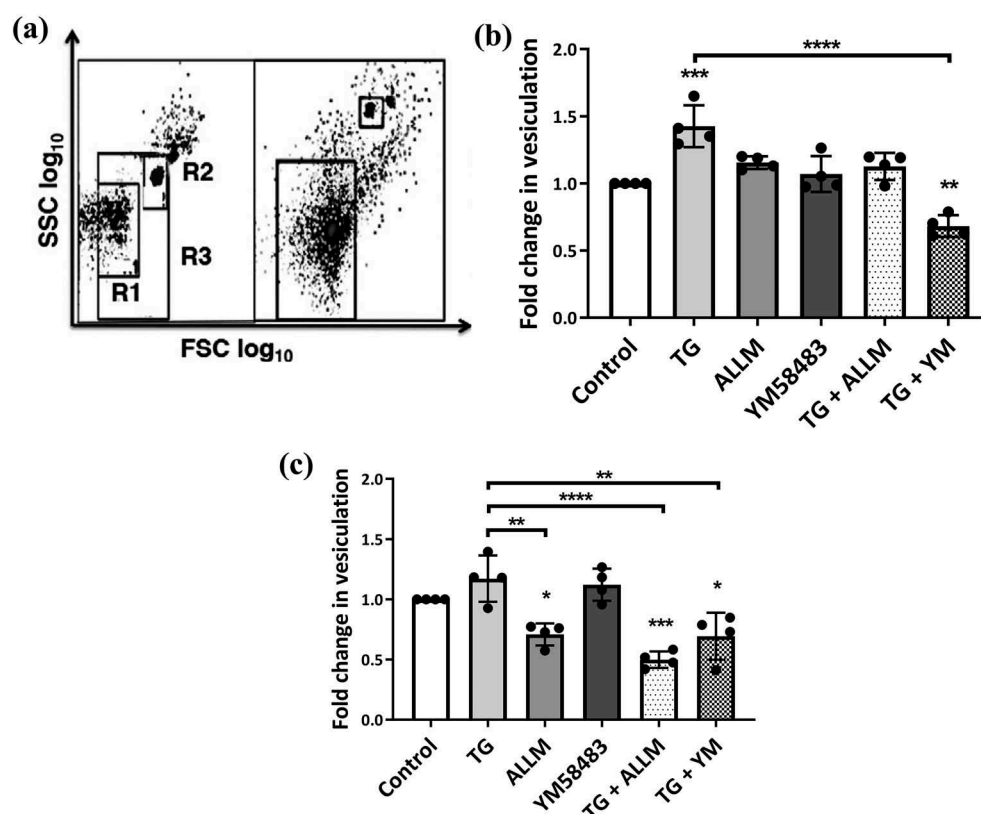 (a)
SSC log10
R2
R3
R1
FSC log10
(b)
Fold change in vesiculation
2.0
1.5
1.0
0.5
0.0
****
***
**
Control
TG
ALLM
YM58483
TG + ALLM
TG + YM
(c)
Fold change in vesiculation
2.0
1.5
1.0
0.5
0.0
**
****
**
*
***
*
Control
TG
ALLM
YM58483
TG + ALLM
TG + YM